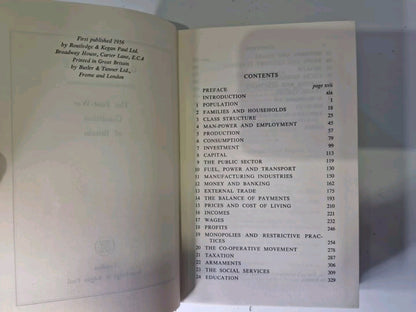 First published 1956
by Routledge & Kegan Paul Ltd.
Broadway House, Carter Lane, E.C.4
Printed in Great Britain
by Butler & Tanner Ltd.,
Frome and London
CONTENTS
PREFACE page xvii
INTRODUCTION xix
1 POPULATION 1
2 FAMILIES AND HOUSEHOLDS 18
3 CLASS STRUCTURE 25
4 MAN-POWER AND EMPLOYMENT 45
5 PRODUCTION 57
6 CONSUMPTION 79
7 INVESTMENT 99
8 CAPITAL 113
9 THE PUBLIC SECTOR 119
10 FUEL, POWER AND TRANSPORT 130
11 MANUFACTURING INDUSTRIES 150
12 MONEY AND BANKING 162
13 EXTERNAL TRADE 175
14 THE BALANCE OF PAYMENTS 193
15 PRICES AND COST OF LIVING 210
16 INCOMES 221
17 WAGES 232
18 PROFITS 246
19 MONOPOLIES AND RESTRICTIVE PRAC-
TICES 256
20 THE CO-OPERATIVE MOVEMENT 276
21 TAXATION 289
22 ARMAMENTS 306
23 THE SOCIAL SERVICES 309
24 EDUCATION 329